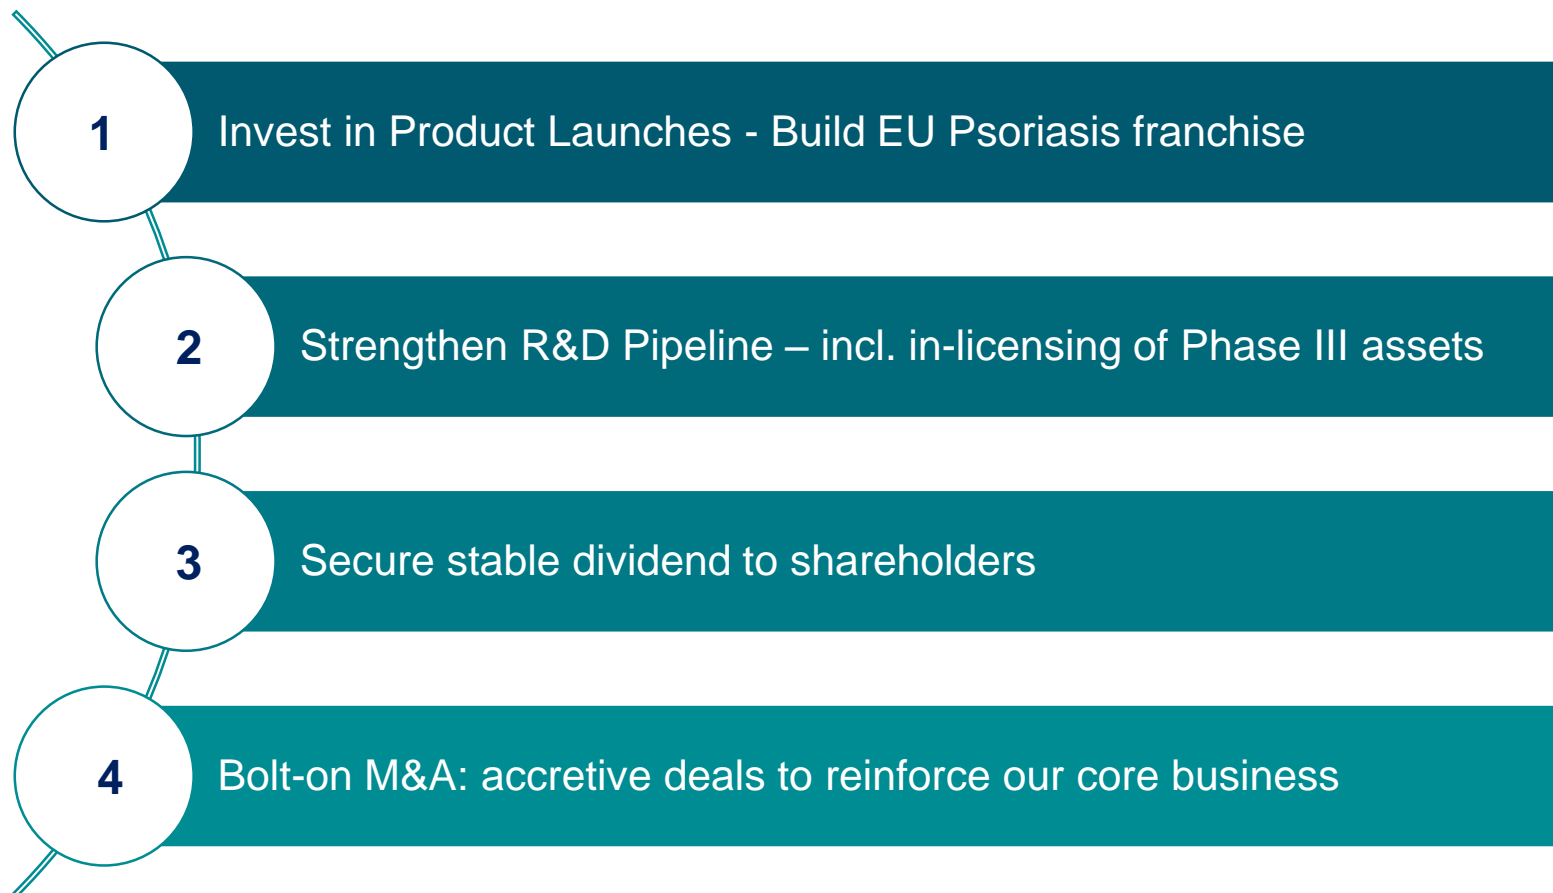 1
Invest in Product Launches - Build EU Psoriasis franchise
2
Strengthen R&D Pipeline – incl. in-licensing of Phase III assets
3
Secure stable dividend to shareholders
4
Bolt-on M&A: accretive deals to reinforce our core business